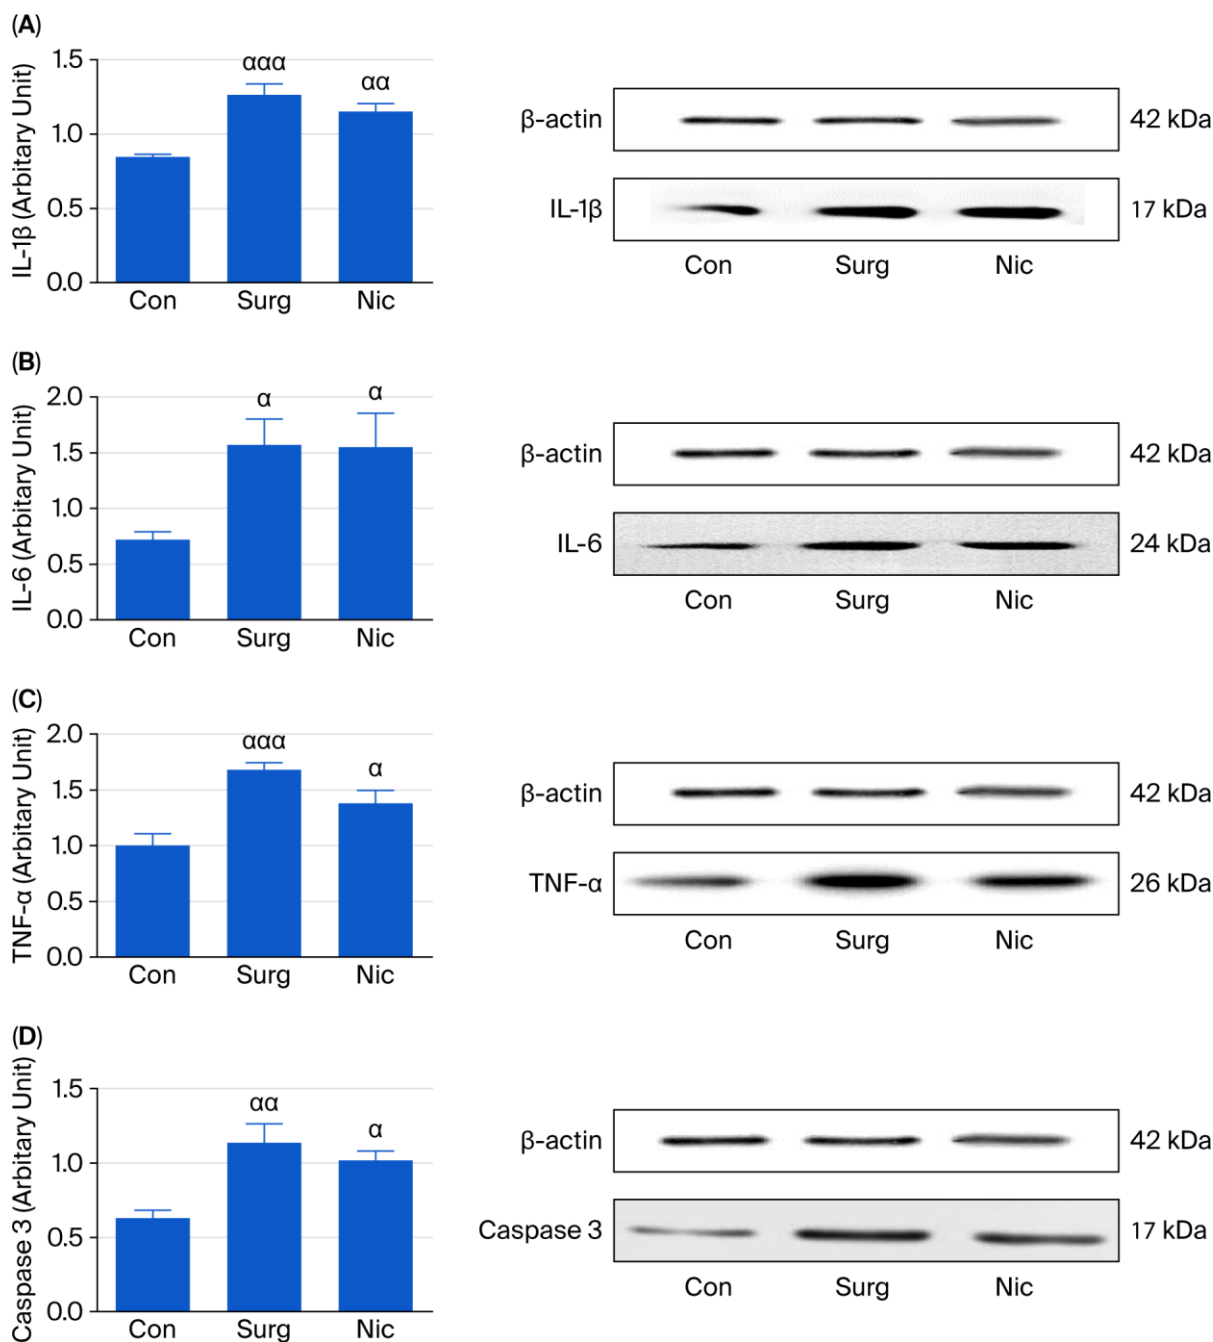 (A)
IL-1β (Arbitary Unit)
1.5
1.0
0.5
0.0
ααα
αα
Con Surg Nic
β-actin 42 kDa
IL-1β 17 kDa
Con Surg Nic
(B)
IL-6 (Arbitary Unit)
2.0
1.5
1.0
0.5
0.0
α
α
Con Surg Nic
β-actin 42 kDa
IL-6 24 kDa
Con Surg Nic
(C)
TNF-α (Arbitary Unit)
2.0
1.5
1.0
0.5
0.0
ααα
α
Con Surg Nic
β-actin 42 kDa
TNF-α 26 kDa
Con Surg Nic
(D)
Caspase 3 (Arbitary Unit)
1.5
1.0
0.5
0.0
αα
α
Con Surg Nic
β-actin 42 kDa
Caspase 3 17 kDa
Con Surg Nic